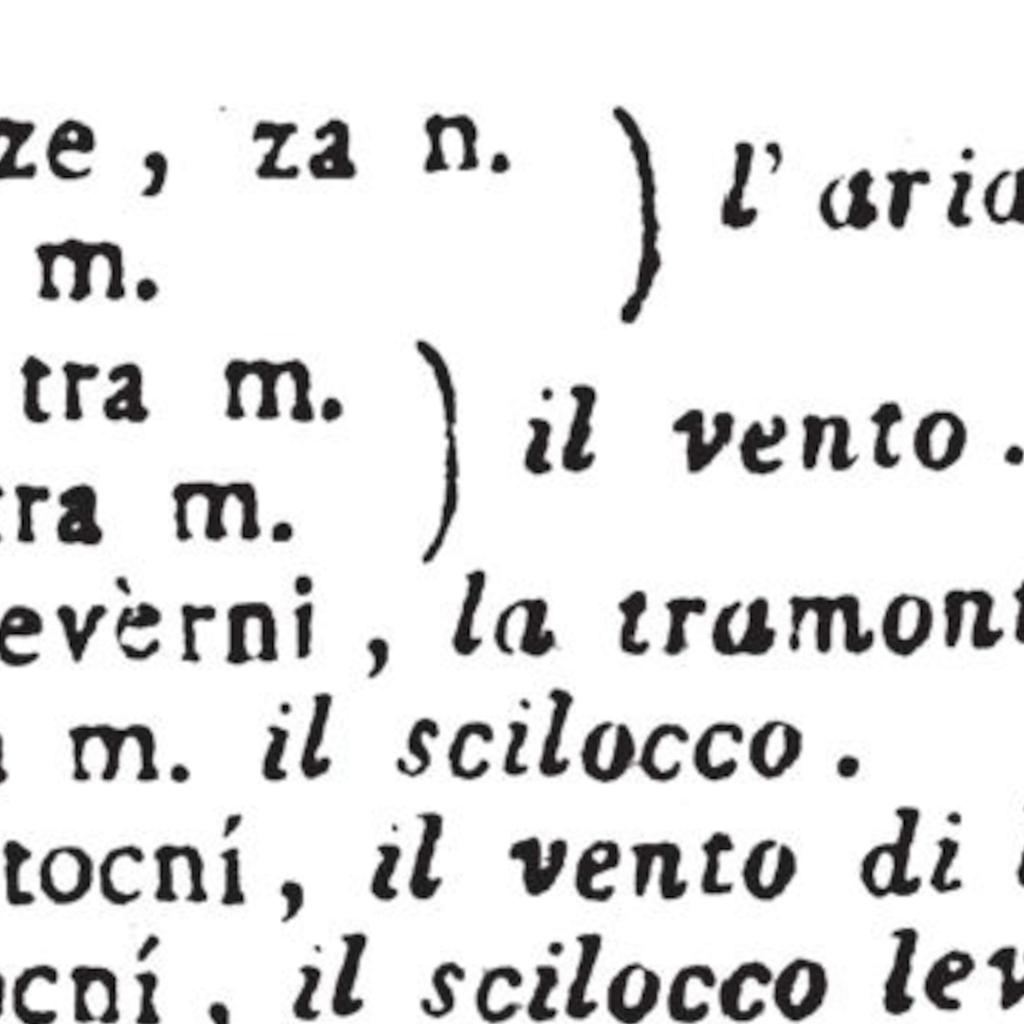 ze , za n. ) l' aria
m.
tra m. ) il vento .
tra m.
evèrni , la tramont
m. il scilocco .
tocní , il vento di
ocní , il scilocco lev